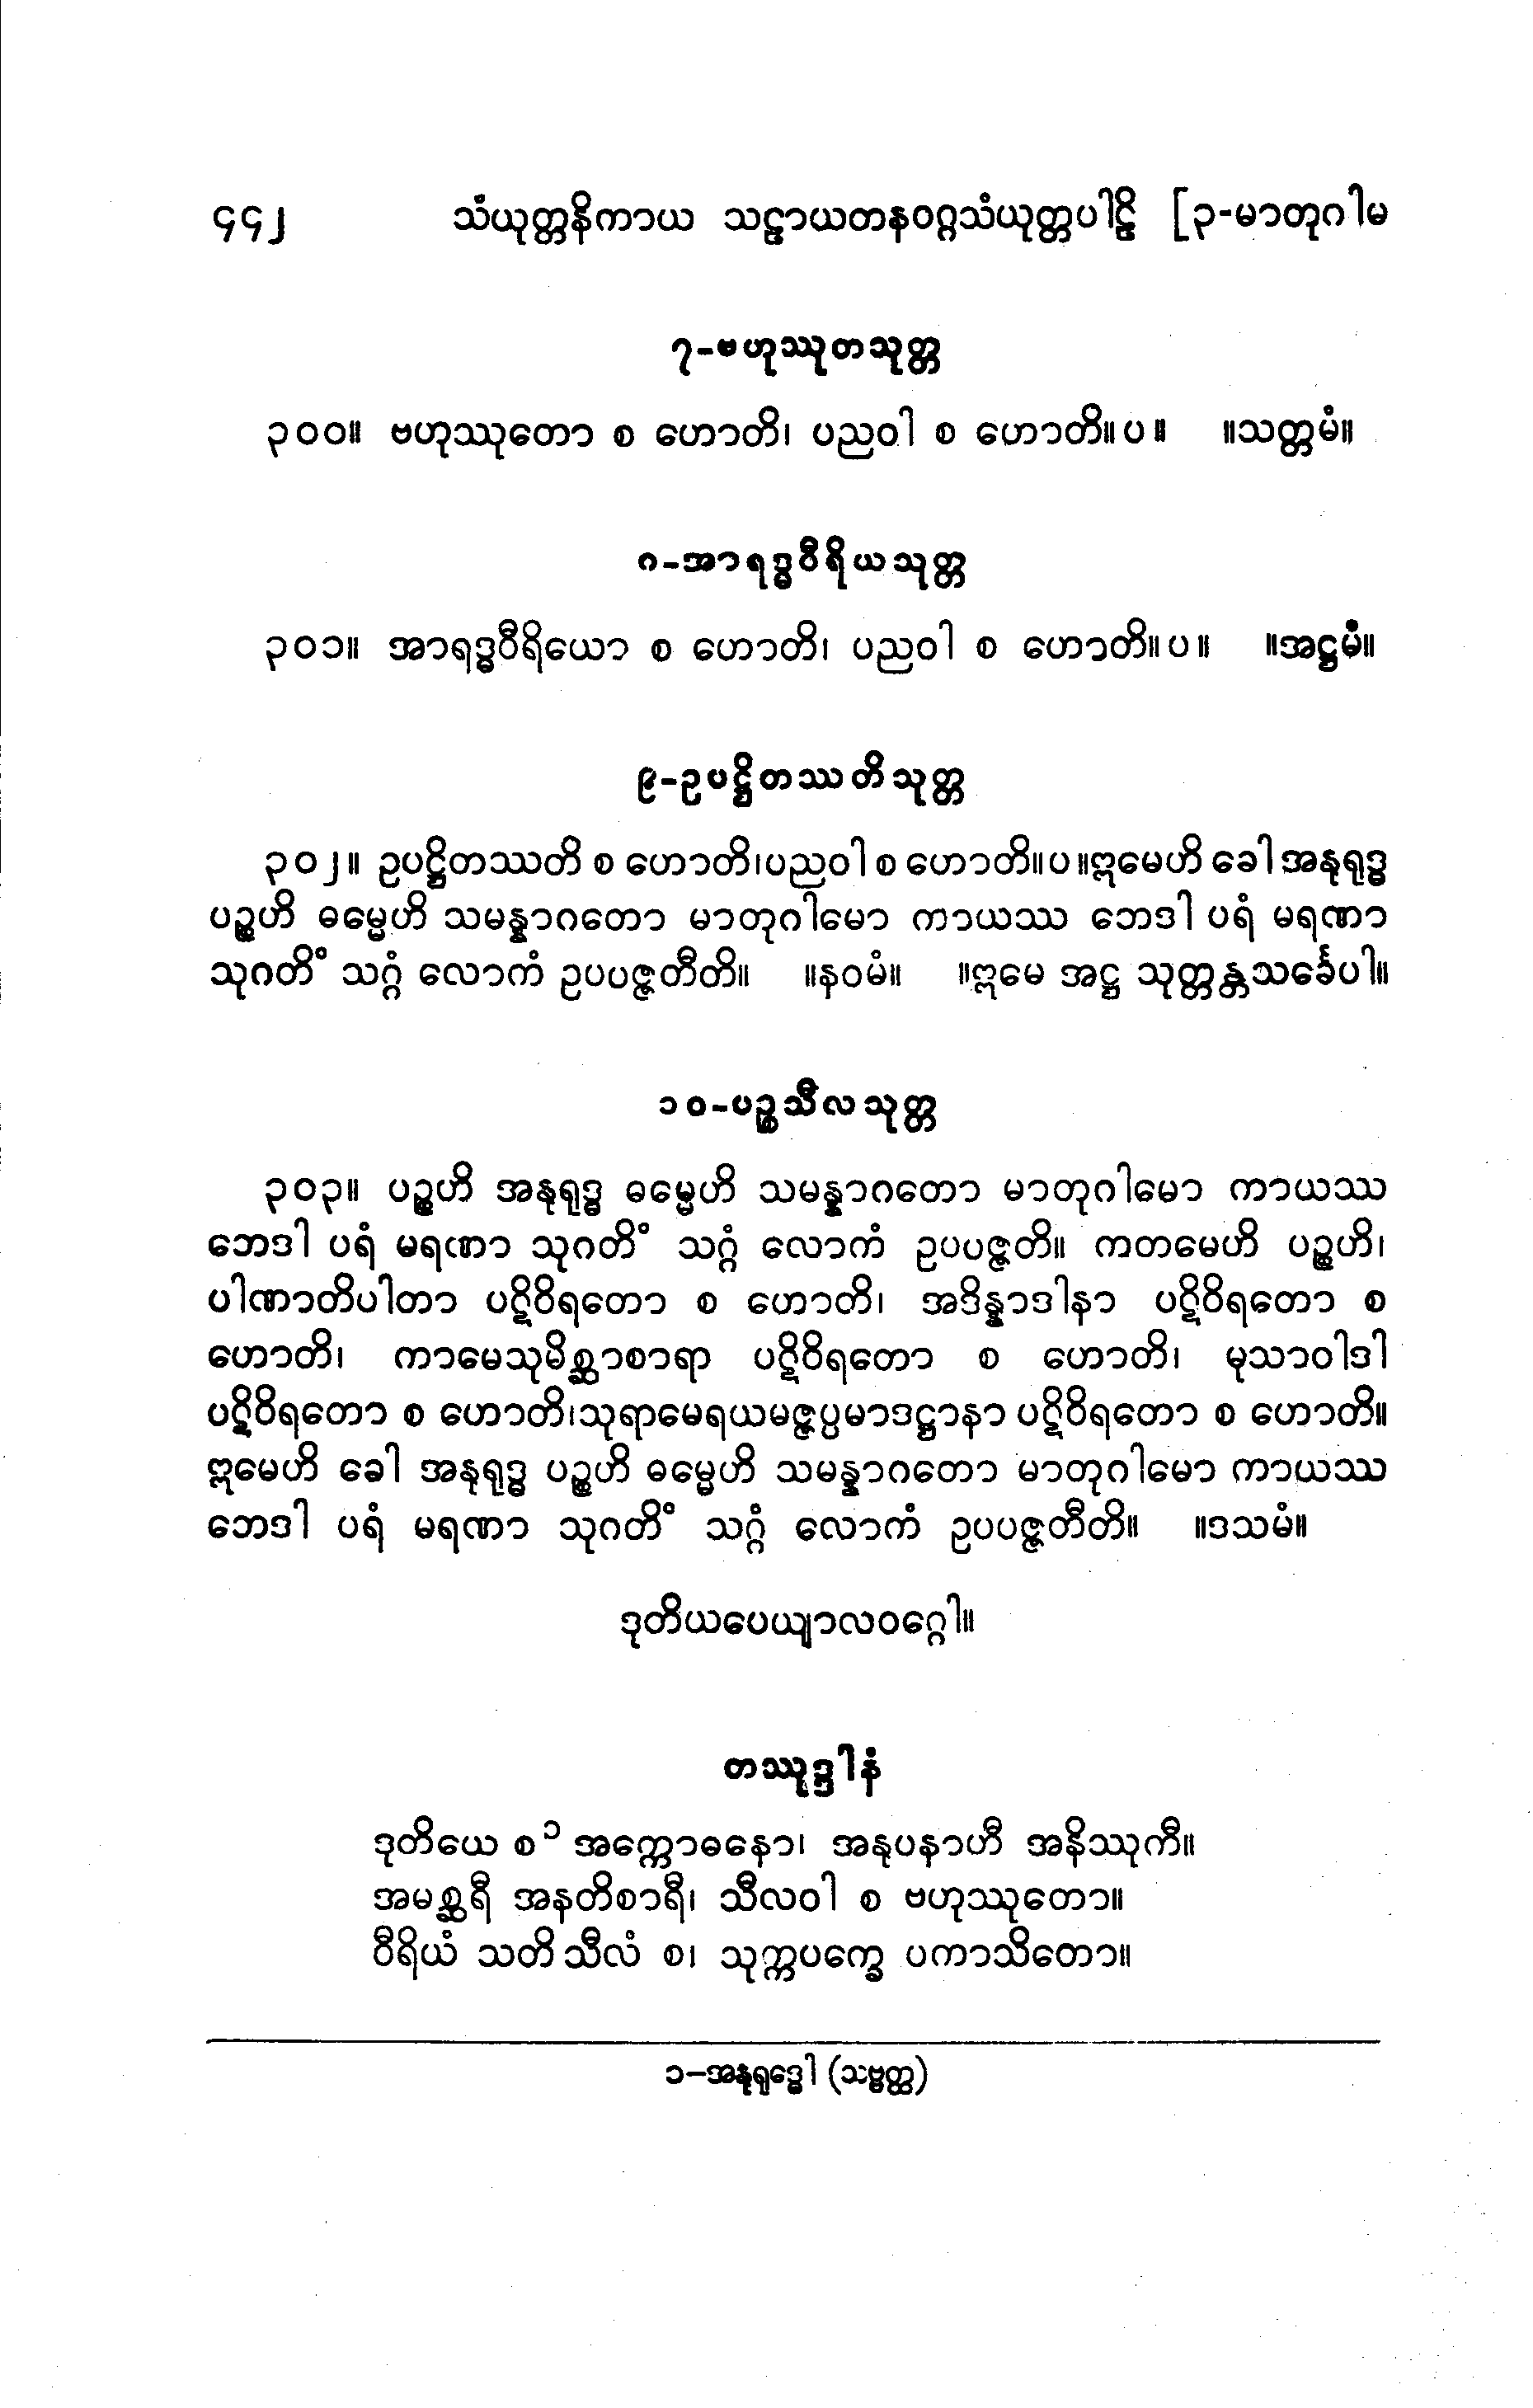 ၄၄၂ သံယုတ္တနိကာယ သဠာယတနဝဂ္ဂသံယုတ္တပါဠိ [၃-မာတုဂါမ
၇-ဗဟုဿုတသုတ္တ
၃၀၀။ ဗဟုဿုတော စ ဟောတိ၊ ပညဝါ စ ဟောတိ။ပ။ ။သတ္တမံ။
၈-အာရဒ္ဓဝီရိယသုတ္တ
၃၀၁။ အာရဒ္ဓဝီရိယော စ ဟောတိ၊ ပညဝါ စ ဟောတိ။ပ။ ။အဋ္ဌမံ။
၉-ဥပဋ္ဌိတဿတိသုတ္တ
၃၀၂။ ဥပဋ္ဌိတဿတိ စ ဟောတိ၊ပညဝါ စ ဟောတိ။ပ။ဣမေဟိ ခေါ အနုရုဒ္ဓ
ပဉ္စဟိ ဓမ္မေဟိ သမန္နာဂတော မာတုဂါမော ကာယဿ ဘေဒါ ပရံ မရဏာ
သုဂတိံ သဂ္ဂံ လောကံ ဥပပဇ္ဇတီတိ။ ။နဝမံ။ ။ဣမေ အဋ္ဌ သုတ္တန္တသင်္ခေပါ။
၁၀-ပဉ္စသီလသုတ္တ
၃၀၃။ ပဉ္စဟိ အနုရုဒ္ဓ ဓမ္မေဟိ သမန္နာဂတော မာတုဂါမော ကာယဿ
ဘေဒါ ပရံ မရဏာ သုဂတိံ သဂ္ဂံ လောကံ ဥပပဇ္ဇတိ။ ကတမေဟိ ပဉ္စဟိ၊
ပါဏာတိပါတာ ပဋိဝိရတော စ ဟောတိ၊ အဒိန္နာဒါနာ ပဋိဝိရတော စ
ဟောတိ၊ ကာမေသုမိစ္ဆာစာရာ ပဋိဝိရတော စ ဟောတိ၊ မုသာဝါဒါ
ပဋိဝိရတော စ ဟောတိ၊သုရာမေရယမဇ္ဇပ္ပမာဒဋ္ဌာနာ ပဋိဝိရတော စ ဟောတိ။
ဣမေဟိ ခေါ အနုရုဒ္ဓ ပဉ္စဟိ ဓမ္မေဟိ သမန္နာဂတော မာတုဂါမော ကာယဿ
ဘေဒါ ပရံ မရဏာ သုဂတိံ သဂ္ဂံ လောကံ ဥပပဇ္ဇတီတိ။ ။ဒသမံ။
ဒုတိယပေယျာလဝဂ္ဂေါ။
တဿုဒ္ဒါနံ
ဒုတိယေ စ ၁ အက္ကောဓနော၊ အနုပနာဟီ အနိဿုကီ။
အမစ္ဆရီ အနတိစာရီ၊ သီလဝါ စ ဗဟုဿုတော။
ဝီရိယံ သတိ သီလံ စ၊ သုက္ကပက္ခေ ပကာသိတော။
၁-အနုရုဒ္ဓေါ (သဗ္ဗတ္ထ)